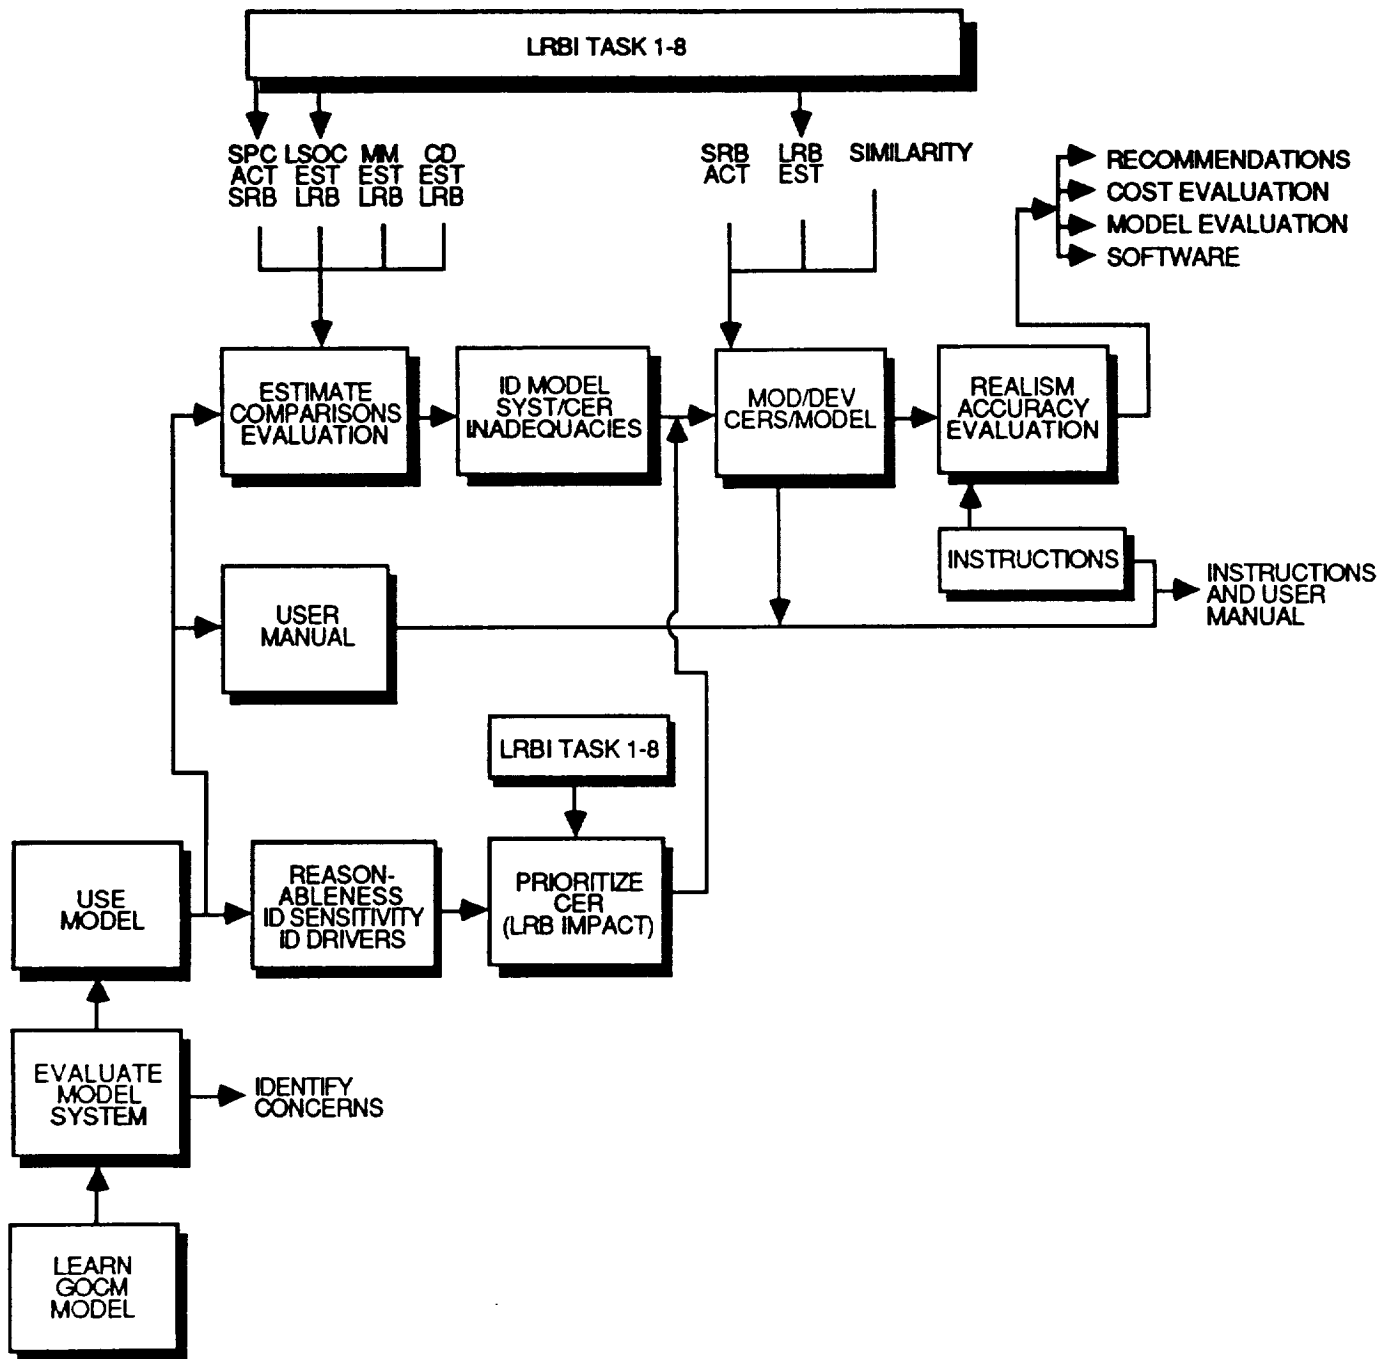 LRBI TASK 1-8
SPC
ACT
SRB
LSOC
EST
LRB
MM
EST
LRB
CD
EST
LRB
SRB
ACT
LRB
EST
SIMILARITY
RECOMMENDATIONS
COST EVALUATION
MODEL EVALUATION
SOFTWARE
ESTIMATE
COMPARISONS
EVALUATION
ID MODEL
SYST/CER
INADEQUACIES
MOD/DEV
CERS/MODEL
REALISM
ACCURACY
EVALUATION
INSTRUCTIONS
INSTRUCTIONS
AND USER
MANUAL
USER
MANUAL
LRBI TASK 1-8
USE
MODEL
REASON-
ABLENESS
ID SENSITIVITY
ID DRIVERS
PRIORITIZE
CER
(LRB IMPACT)
EVALUATE
MODEL
SYSTEM
IDENTIFY
CONCERNS
LEARN
GOCM
MODEL